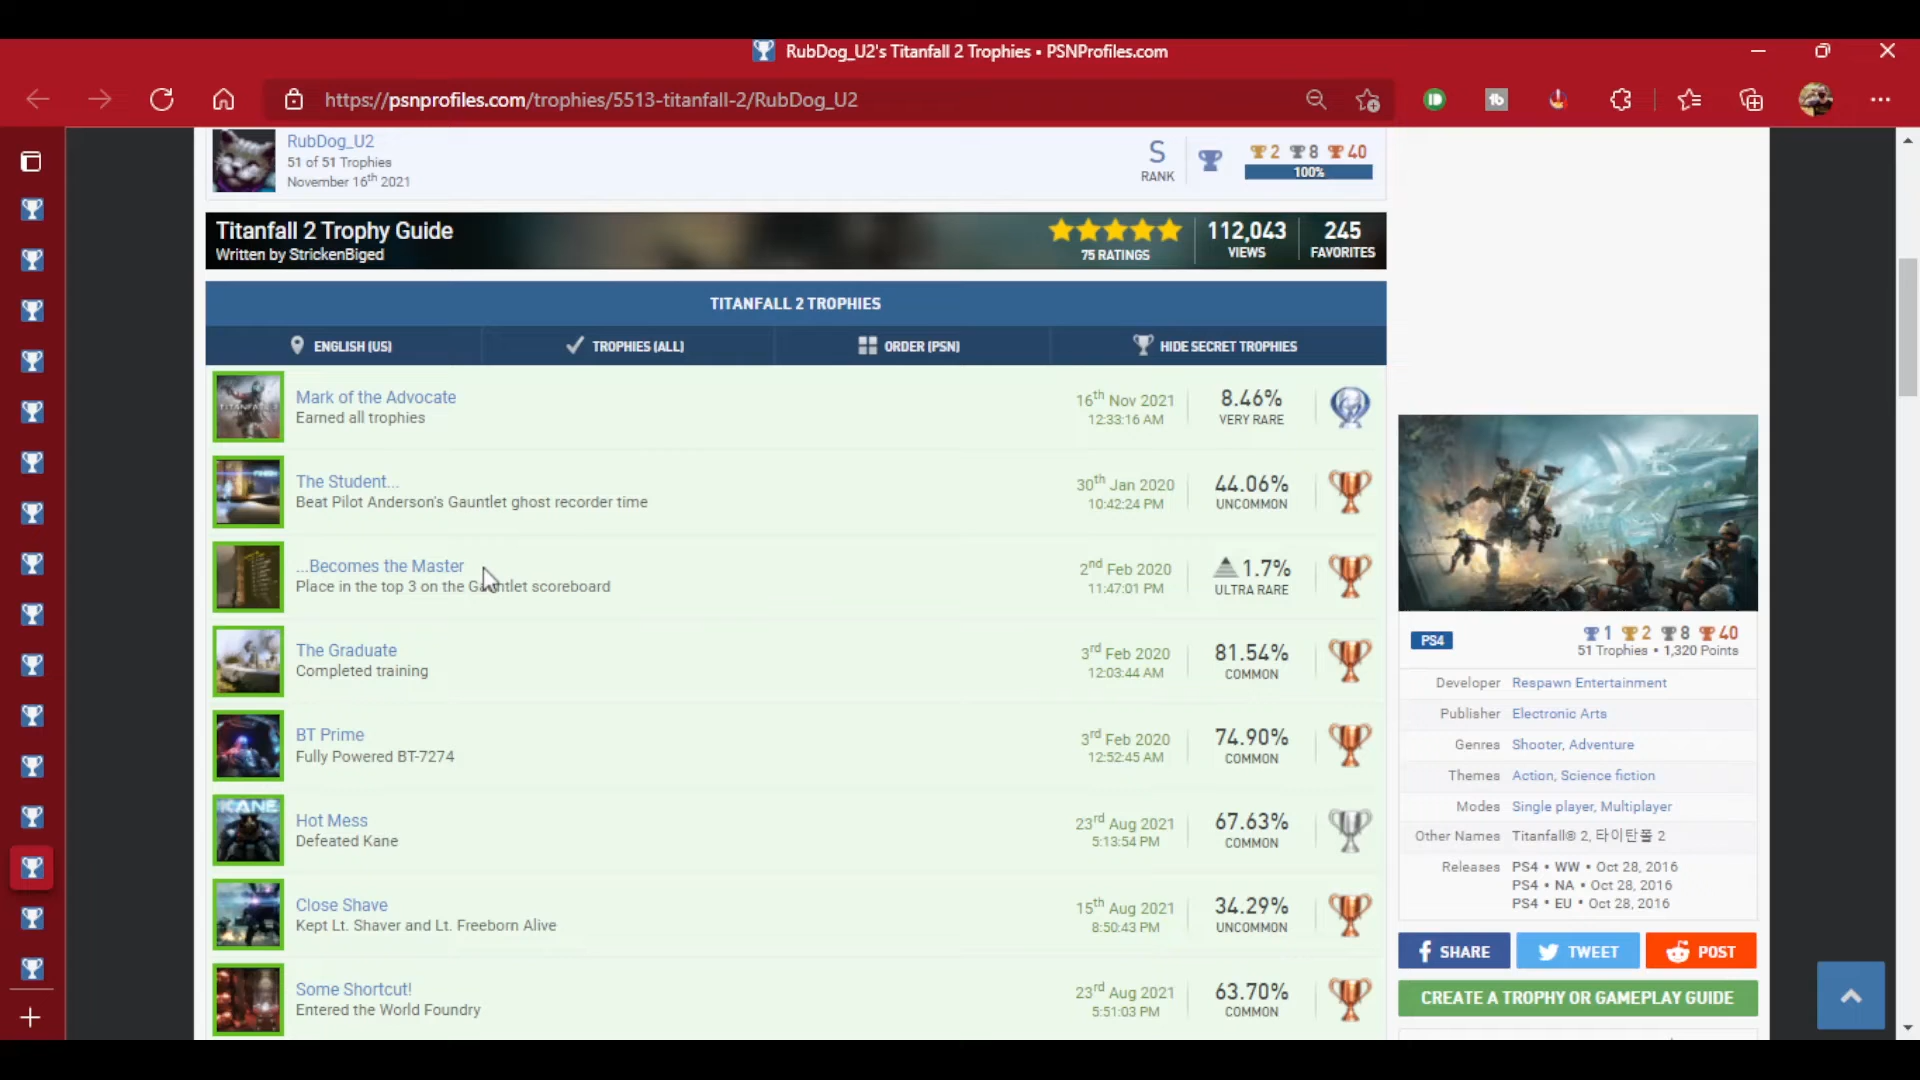 RubDog_U2's Titanfall 2 Trophies • PSNProfiles.com
https://psnprofiles.com/trophies/5513-titanfall-2/RubDog_U2
RubDog_U2
51 of 51 Trophies
November 16th 2021
S
RANK
2 8 40
100%
Titanfall 2 Trophy Guide
Written by StrickenBiged
75 RATINGS
112,043
VIEWS
245
FAVORITES
TITANFALL 2 TROPHIES
ENGLISH (US)
TROPHIES (ALL)
ORDER (PSN)
HIDE SECRET TROPHIES
Mark of the Advocate
Earned all trophies
16th Nov 2021
12:33:16 AM
8.46%
VERY RARE
The Student...
Beat Pilot Anderson's Gauntlet ghost recorder time
30th Jan 2020
10:42:24 PM
44.06%
UNCOMMON
...Becomes the Master
Place in the top 3 on the Gauntlet scoreboard
2nd Feb 2020
11:47:01 PM
1.7%
ULTRA RARE
The Graduate
Completed training
3rd Feb 2020
12:03:44 AM
81.54%
COMMON
BT Prime
Fully Powered BT-7274
3rd Feb 2020
12:52:45 AM
74.90%
COMMON
KANE
Hot Mess
Defeated Kane
23rd Aug 2021
5:13:54 PM
67.63%
COMMON
Close Shave
Kept Lt. Shaver and Lt. Freeborn Alive
15th Aug 2021
8:50:43 PM
34.29%
UNCOMMON
Some Shortcut!
Entered the World Foundry
23rd Aug 2021
5:51:03 PM
63.70%
COMMON
PS4
1 2 8 40
51 Trophies • 1,320 Points
Developer Respawn Entertainment
Publisher Electronic Arts
Genres Shooter, Adventure
Themes Action, Science fiction
Modes Single player, Multiplayer
Other Names Titanfall® 2, 타이탄폴 2
Releases PS4 • WW • Oct 28, 2016
PS4 • NA • Oct 28, 2016
PS4 • EU • Oct 28, 2016
SHARE
TWEET
POST
CREATE A TROPHY OR GAMEPLAY GUIDE